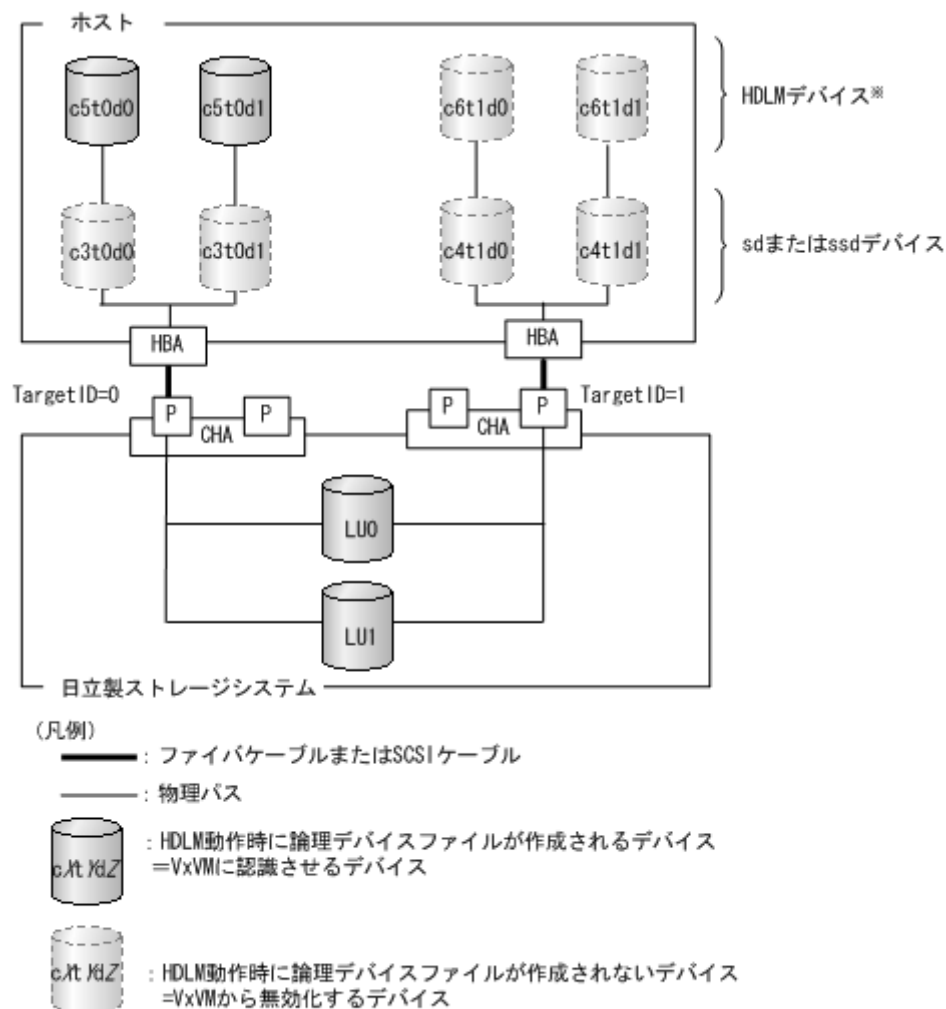 ホスト
c5t0d0 c5t0d1 c6t1d0 c6t1d1
HDLMデバイス※
c3t0d0 c3t0d1 c4t1d0 c4t1d1
sdまたはssdデバイス
HBA HBA
TargetID=0 P P P P TargetID=1
CHA CHA
LU0
LU1
日立製ストレージシステム
(凡例)
: ファイバケーブルまたはSCSIケーブル
: 物理パス
cXtYdZ : HDLM動作時に論理デバイスファイルが作成されるデバイス
=VxVMに認識させるデバイス
cXtYdZ : HDLM動作時に論理デバイスファイルが作成されないデバイス
=VxVMから無効化するデバイス